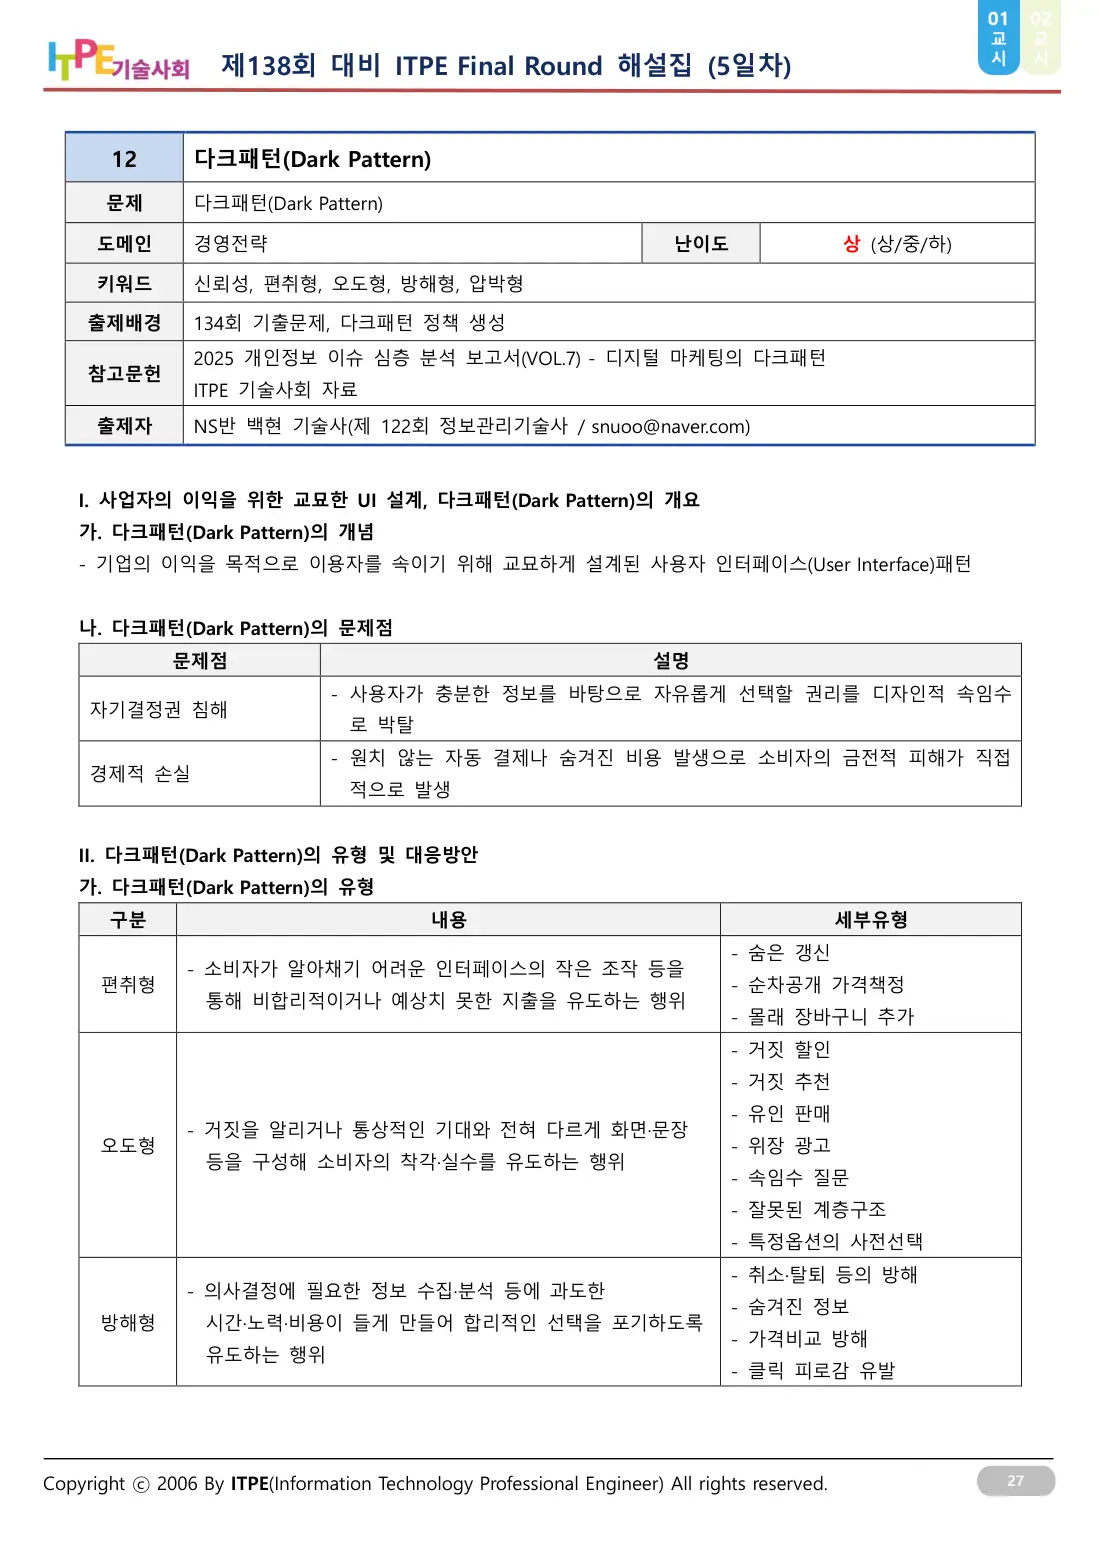 ITPE기술사회 제138회 대비 ITPE Final Round 해설집 (5일차)
01 교시
02 교시
12 다크패턴(Dark Pattern)
문제 다크패턴(Dark Pattern)
도메인 경영전략 난이도 상 (상/중/하)
키워드 신뢰성, 편취형, 오도형, 방해형, 압박형
출제배경 134회 기출문제, 다크패턴 정책 생성
참고문헌 2025 개인정보 이슈 심층 분석 보고서(VOL.7) - 디지털 마케팅의 다크패턴
ITPE 기술사회 자료
출제자 NS반 백현 기술사(제 122회 정보관리기술사 / snuoo@naver.com)
I. 사업자의 이익을 위한 교묘한 UI 설계, 다크패턴(Dark Pattern)의 개요
가. 다크패턴(Dark Pattern)의 개념
- 기업의 이익을 목적으로 이용자를 속이기 위해 교묘하게 설계된 사용자 인터페이스(User Interface)패턴
나. 다크패턴(Dark Pattern)의 문제점
문제점 설명
자기결정권 침해
- 사용자가 충분한 정보를 바탕으로 자유롭게 선택할 권리를 디자인적 속임수
로 박탈
경제적 손실
- 원치 않는 자동 결제나 숨겨진 비용 발생으로 소비자의 금전적 피해가 직접
적으로 발생
II. 다크패턴(Dark Pattern)의 유형 및 대응방안
가. 다크패턴(Dark Pattern)의 유형
구분 내용 세부유형
편취형
- 소비자가 알아채기 어려운 인터페이스의 작은 조작 등을
통해 비합리적이거나 예상치 못한 지출을 유도하는 행위
- 숨은 갱신
- 순차공개 가격책정
- 몰래 장바구니 추가
오도형
- 거짓을 알리거나 통상적인 기대와 전혀 다르게 화면·문장
등을 구성해 소비자의 착각·실수를 유도하는 행위
- 거짓 할인
- 거짓 추천
- 유인 판매
- 위장 광고
- 속임수 질문
- 잘못된 계층구조
- 특정옵션의 사전선택
방해형
- 의사결정에 필요한 정보 수집·분석 등에 과도한
시간·노력·비용이 들게 만들어 합리적인 선택을 포기하도록
유도하는 행위
- 취소·탈퇴 등의 방해
- 숨겨진 정보
- 가격비교 방해
- 클릭 피로감 유발
Copyright ⓒ 2006 By ITPE(Information Technology Professional Engineer) All rights reserved.
27